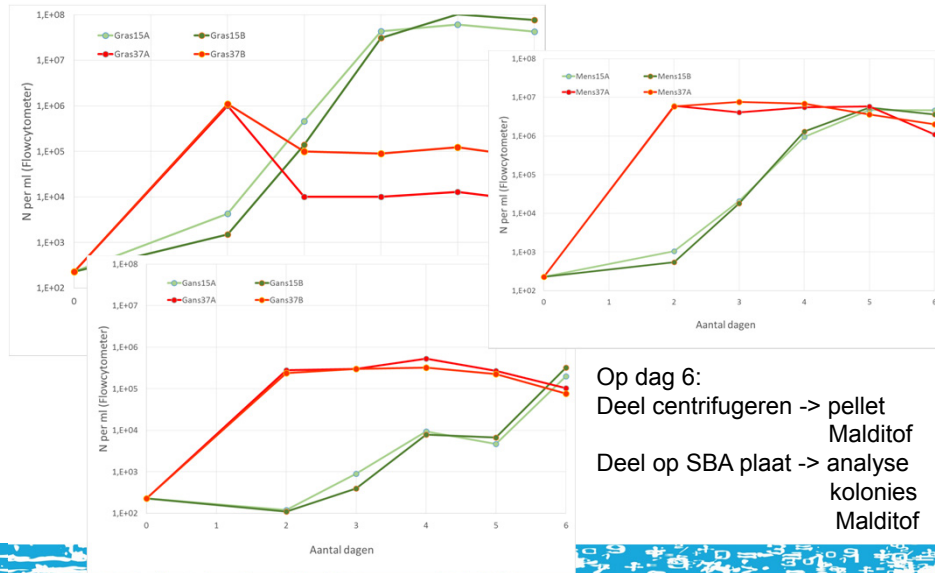 1,E+08
1,E+07
1,E+06
1,E+05
1,E+04
1,E+03
1,E+02
N per ml (Flowcytometer)
Gras15A
Gras15B
Gras37A
Gras37B
0
1,E+08
1,E+07
1,E+06
1,E+05
1,E+04
1,E+03
1,E+02
N per ml (Flowcytometer)
Mens15A
Mens15B
Mens37A
Mens37A
0 1 2 3 4 5 6
Aantal dagen
1,E+08
1,E+07
1,E+06
1,E+05
1,E+04
1,E+03
1,E+02
N per ml (Flowcytometer)
Gans15A
Gans15B
Gans37A
Gans37B
0 1 2 3 4 5 6
Aantal dagen
Op dag 6:
Deel centrifugeren -> pellet
Malditof
Deel op SBA plaat -> analyse
kolonies
Malditof